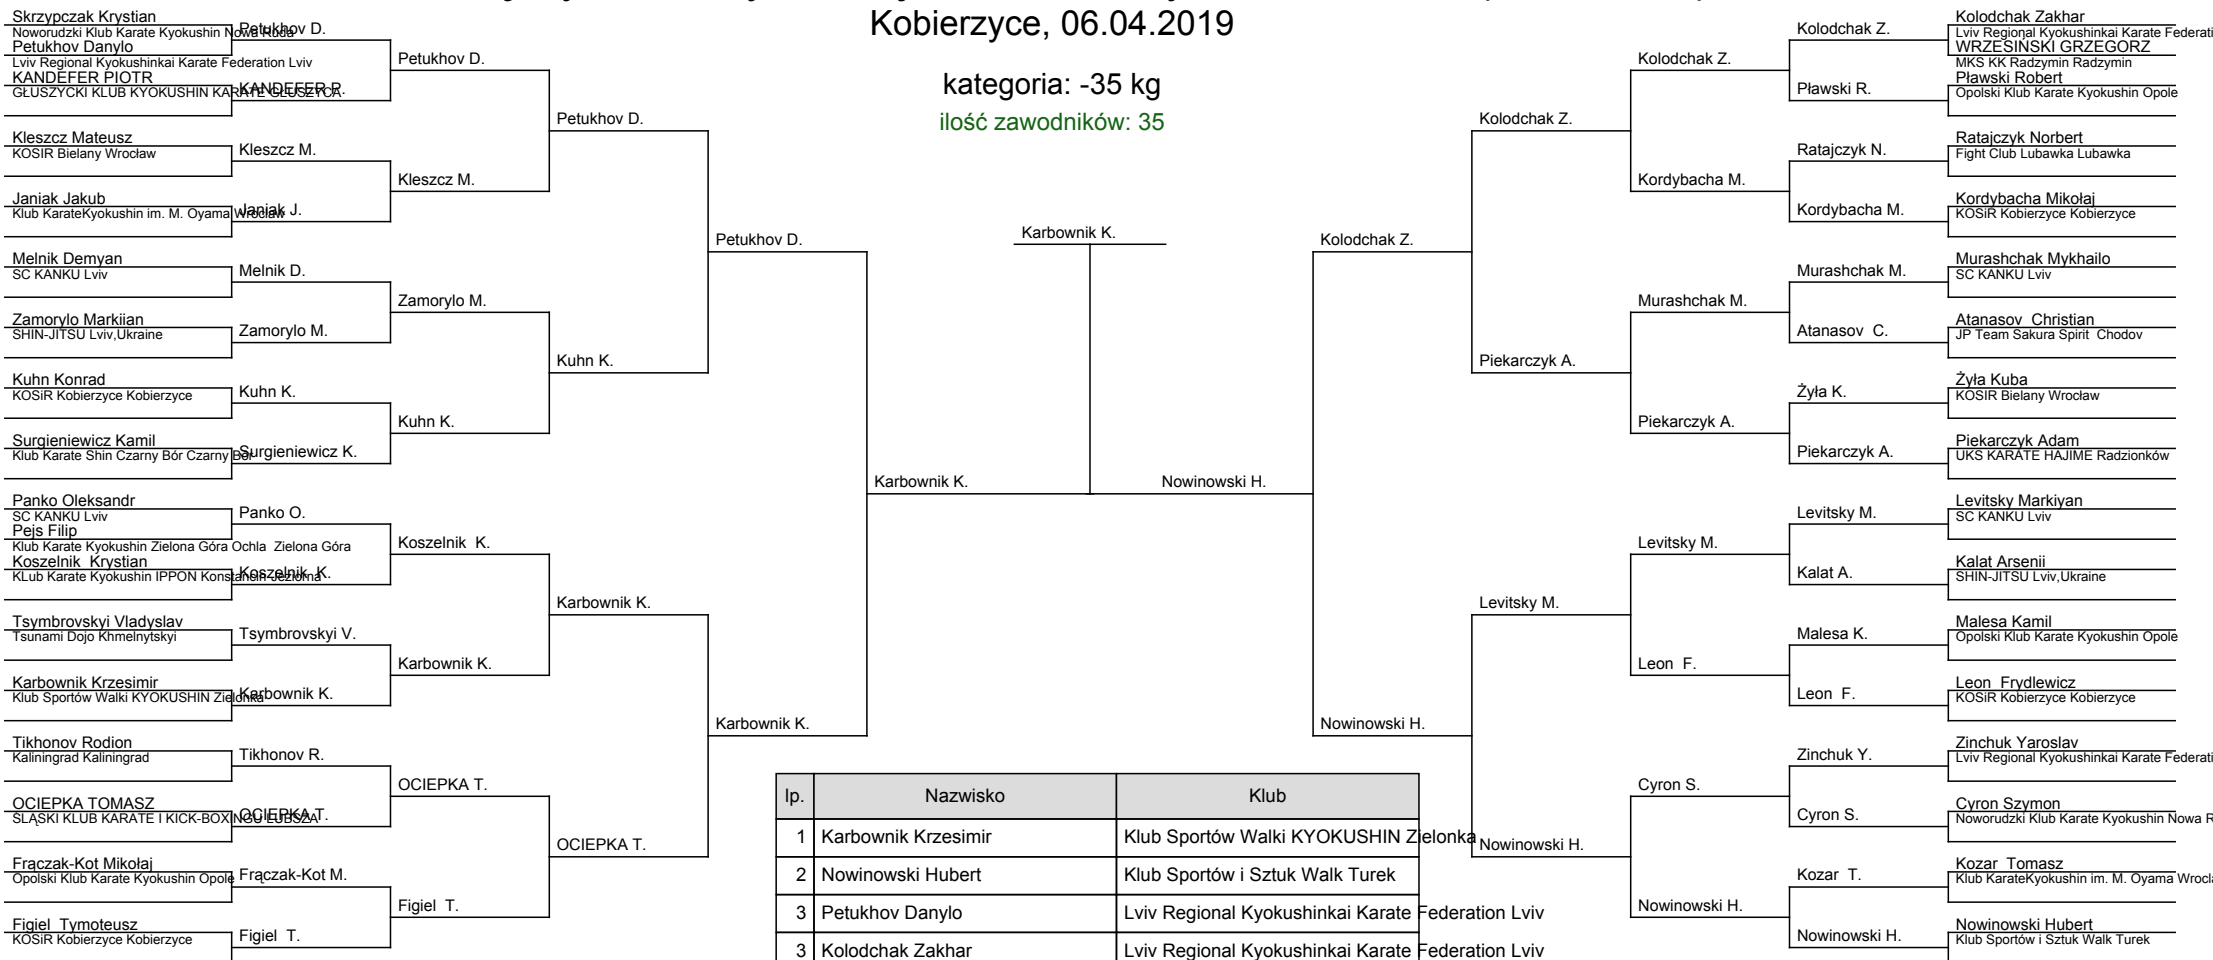 Kobierzyce, 06.04.2019
kategoria: -35 kg
ilość zawodników: 35
Skrzypczak Krystian
Noworudzki Klub Karate Kyokushin Nowa Ruda
Petukhov Danylo
Lviv Regional Kyokushinkai Karate Federation Lviv
KANDEFER PIOTR
GŁUSZYCKI KLUB KYOKUSHIN KARATE GŁUSZYCA
Kleszcz Mateusz
KOSIR Bielany Wrocław
Janiak Jakub
Klub KarateKyokushin im. M. Oyama Wrocław
Melnik Demyan
SC KANKU Lviv
Zamorylo Markiian
SHIN-JITSU Lviv,Ukraine
Kuhn Konrad
KOSiR Kobierzyce Kobierzyce
Surgieniewicz Kamil
Klub Karate Shin Czarny Bór Czarny Bór
Panko Oleksandr
SC KANKU Lviv
Pejs Filip
Klub Karate Kyokushin Zielona Góra Ochla Zielona Góra
Koszelnik Krystian
KLub Karate Kyokushin IPPON Konstancin-Jeziorna
Tsymbrovskyi Vladyslav
Tsunami Dojo Khmelnytskyi
Karbownik Krzesimir
Klub Sportów Walki KYOKUSHIN Zielonka
Tikhonov Rodion
Kaliningrad Kaliningrad
OCIEPKA TOMASZ
ŚLĄSKI KLUB KARATE I KICK-BOXINGU LUBSZA
Frączak-Kot Mikołaj
Opolski Klub Karate Kyokushin Opole
Figiel Tymoteusz
KOSiR Kobierzyce Kobierzyce
Petukhov D.
KANDEFER P.
Kleszcz M.
Janiak J.
Melnik D.
Zamorylo M.
Kuhn K.
Surgieniewicz K.
Panko O.
Koszelnik K.
Tsymbrovskyi V.
Karbownik K.
Tikhonov R.
OCIEPKA T.
Frączak-Kot M.
Figiel T.
Petukhov D.
Kleszcz M.
Zamorylo M.
Kuhn K.
Koszelnik K.
Karbownik K.
OCIEPKA T.
Figiel T.
Petukhov D.
Kuhn K.
Karbownik K.
OCIEPKA T.
Petukhov D.
Karbownik K.
Karbownik K.
Karbownik K.
Nowinowski H.
Kolodchak Z.
Nowinowski H.
Kolodchak Z.
Piekarczyk A.
Levitsky M.
Nowinowski H.
Kolodchak Z.
Kordybacha M.
Murashchak M.
Piekarczyk A.
Levitsky M.
Leon F.
Cyron S.
Nowinowski H.
Kolodchak Z.
Pławski R.
Ratajczyk N.
Kordybacha M.
Murashchak M.
Atanasov C.
Żyła K.
Piekarczyk A.
Levitsky M.
Kalat A.
Malesa K.
Leon F.
Zinchuk Y.
Cyron S.
Kozar T.
Nowinowski H.
Kolodchak Zakhar
Lviv Regional Kyokushinkai Karate Federati
WRZESIŃSKI GRZEGORZ
MKS KK Radzymin Radzymin
Pławski Robert
Opolski Klub Karate Kyokushin Opole
Ratajczyk Norbert
Fight Club Lubawka Lubawka
Kordybacha Mikołaj
KOSiR Kobierzyce Kobierzyce
Murashchak Mykhailo
SC KANKU Lviv
Atanasov Christian
JP Team Sakura Spirit Chodov
Żyła Kuba
KOSIR Bielany Wrocław
Piekarczyk Adam
UKS KARATE HAJIME Radzionków
Levitsky Markiyan
SC KANKU Lviv
Kalat Arsenii
SHIN-JITSU Lviv,Ukraine
Malesa Kamil
Opolski Klub Karate Kyokushin Opole
Leon Frydlewicz
KOSiR Kobierzyce Kobierzyce
Zinchuk Yaroslav
Lviv Regional Kyokushinkai Karate Federati
Cyron Szymon
Noworudzki Klub Karate Kyokushin Nowa R
Kozar Tomasz
Klub KarateKyokushin im. M. Oyama Wrocł
Nowinowski Hubert
Klub Sportów i Sztuk Walk Turek
lp. Nazwisko Klub
1 Karbownik Krzesimir Klub Sportów Walki KYOKUSHIN Zielonka
2 Nowinowski Hubert Klub Sportów i Sztuk Walk Turek
3 Petukhov Danylo Lviv Regional Kyokushinkai Karate Federation Lviv
3 Kolodchak Zakhar Lviv Regional Kyokushinkai Karate Federation Lviv